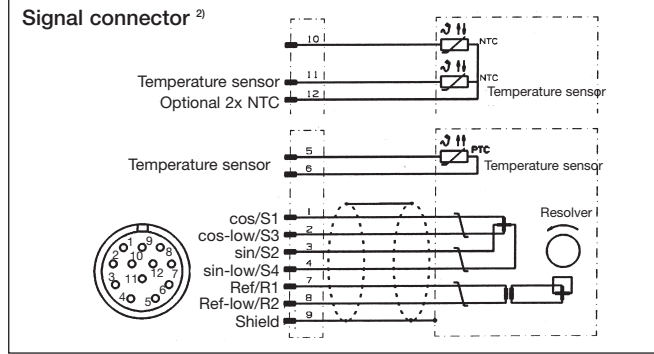 Signal connector 2)
10
NTC
11
NTC
Temperature sensor
12
Temperature sensor
Optional 2x NTC
5
PTC
Temperature sensor
6
Temperature sensor
1
cos/S1
Resolver
2
cos-low/S3
3
sin/S2
4
sin-low/S4
7
Ref/R1
8
Ref-low/R2
9
Shield
1 9
2 10 8
3 11 12 7
4 5 6